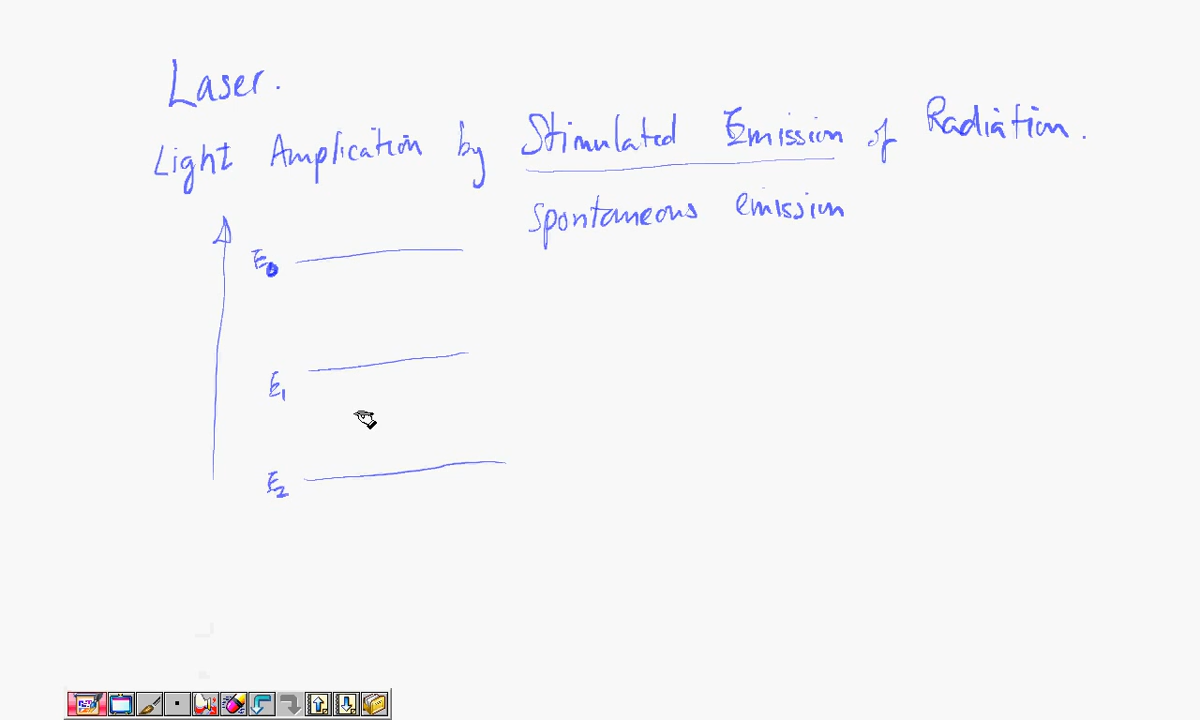 Laser.
Light Amplication by Stimulated Emission of Radiation.
spontaneous emission
E0
E1
E2